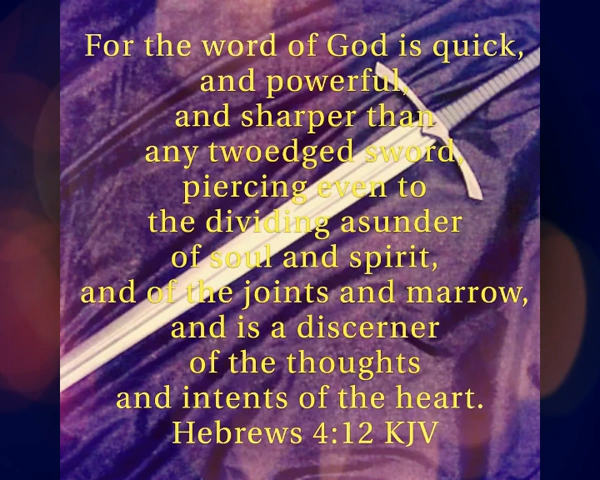 For the word of God is quick,
and powerful,
and sharper than
any twoedged sword,
piercing even to
the dividing asunder
of soul and spirit,
and of the joints and marrow,
and is a discerner
of the thoughts
and intents of the heart.
Hebrews 4:12 KJV